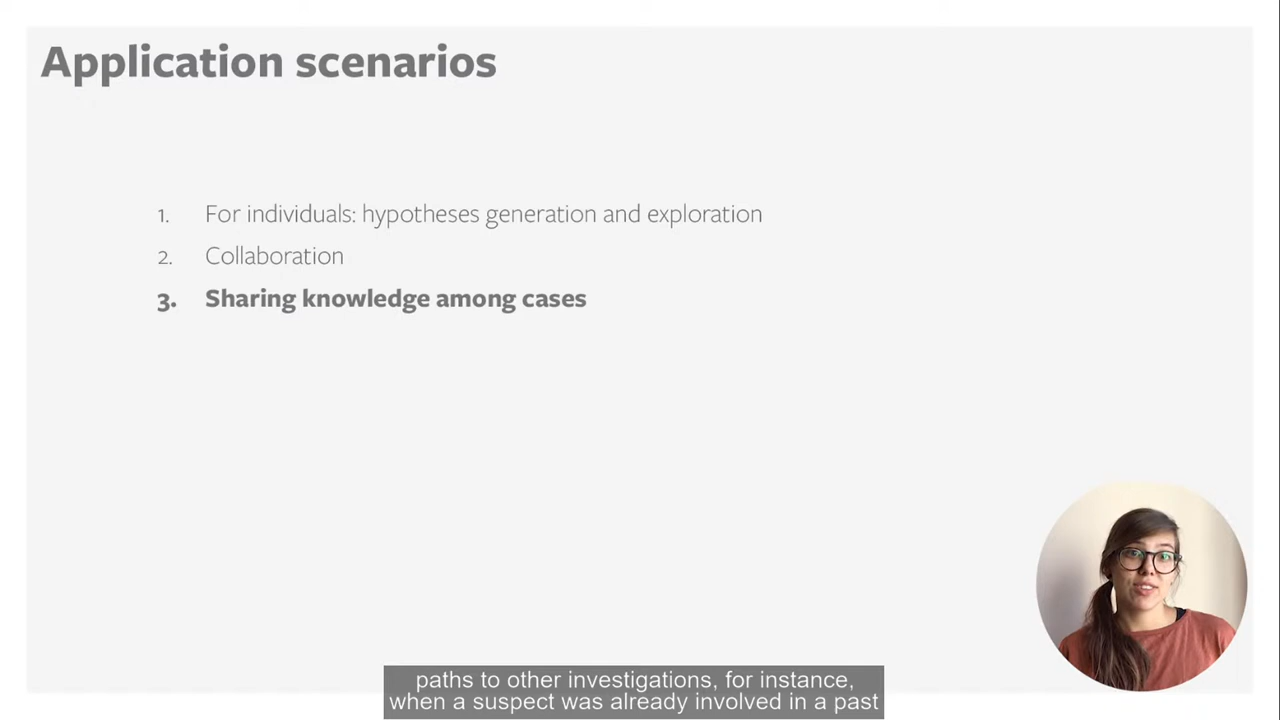 Application scenarios
1. For individuals: hypotheses generation and exploration
2. Collaboration
3. Sharing knowledge among cases
paths to other investigations, for instance,
when a suspect was already involved in a past